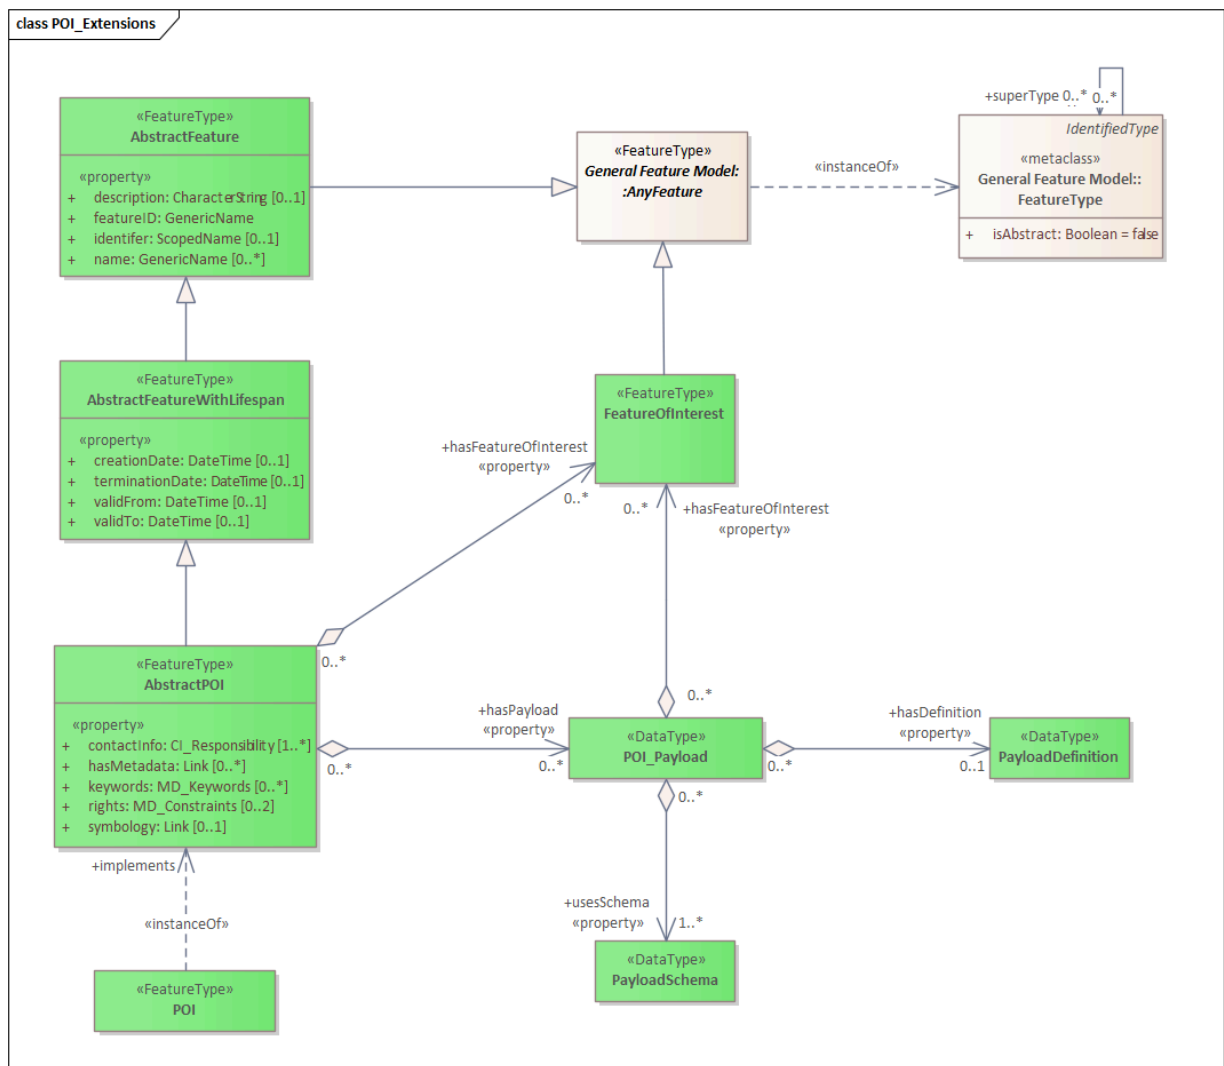 class POI_Extensions
«FeatureType»
AbstractFeature
«property»
+ description: CharacterString [0..1]
+ featureID: GenericName
+ identifer: ScopedName [0..1]
+ name: GenericName [0..*]
«FeatureType»
General Feature Model:
:AnyFeature
«instanceOf»
+superType 0..* 0..*
IdentifiedType
«metaclass»
General Feature Model::
FeatureType
+ isAbstract: Boolean = false
«FeatureType»
AbstractFeatureWithLifespan
«property»
+ creationDate: DateTime [0..1]
+ terminationDate: DateTime [0..1]
+ validFrom: DateTime [0..1]
+ validTo: DateTime [0..1]
«FeatureType»
FeatureOfInterest
+hasFeatureOfInterest
«property»
0..*
0..*
+hasFeatureOfInterest
«property»
«FeatureType»
AbstractPOI
«property»
+ contactInfo: CI_Responsibility [1..*]
+ hasMetadata: Link [0..*]
+ keywords: MD_Keywords [0..*]
+ rights: MD_Constraints [0..2]
+ symbology: Link [0..1]
0..*
0..*
+hasPayload
«property»
0..*
0..*
«DataType»
POI_Payload
+hasDefinition
«property»
0..*
0..1
«DataType»
PayloadDefinition
0..*
+usesSchema
«property»
1..*
«DataType»
PayloadSchema
+implements
«instanceOf»
«FeatureType»
POI